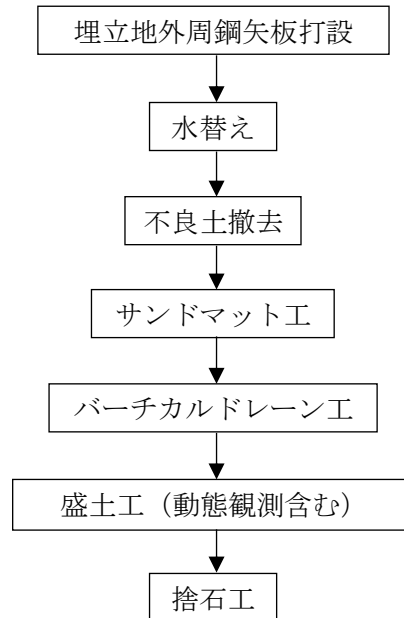 埋立地外周鋼矢板打設
水替え
不良土撤去
サンドマット工
バーチカルドレーン工
盛土工（動態観測含む）
捨石工